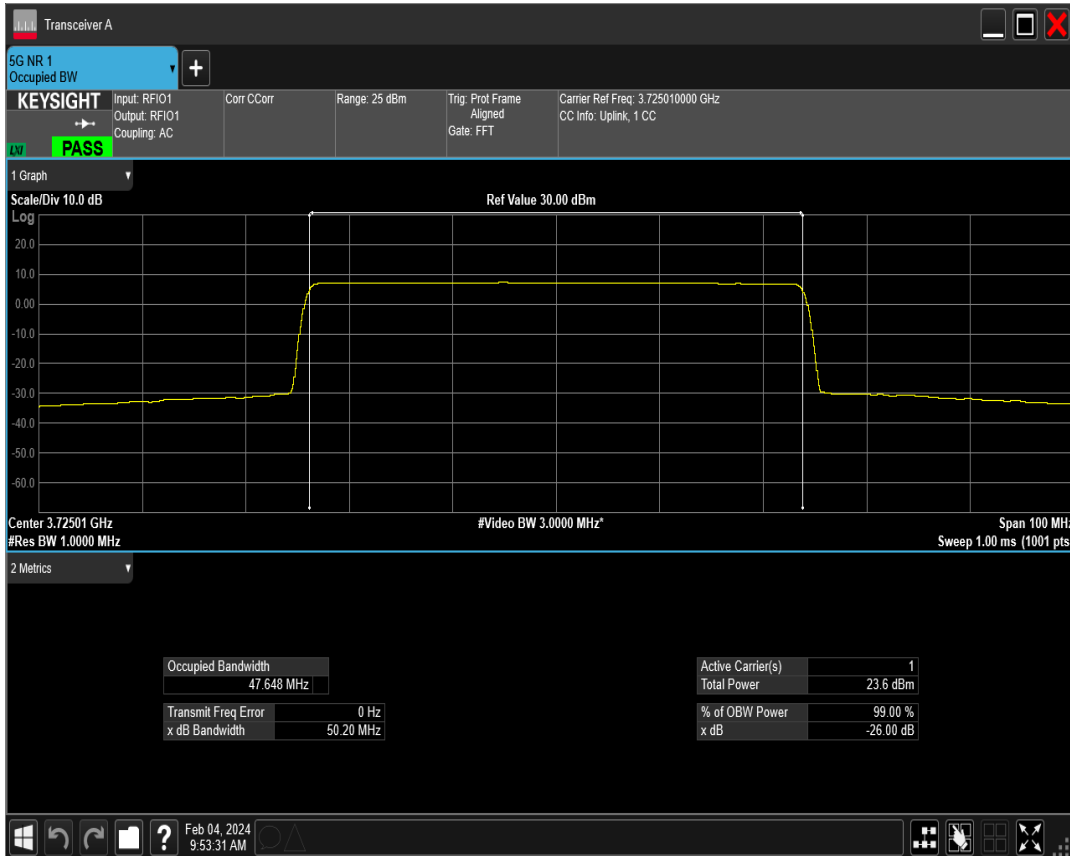 Transceiver A
5G NR 1
Occupied BW
KEYSIGHT
LXI
PASS
Input: RFIO1
Output: RFIO1
Coupling: AC
Corr CCorr
Range: 25 dBm
Trig: Prot Frame
Aligned
Gate: FFT
Carrier Ref Freq: 3.725010000 GHz
CC Info: Uplink, 1 CC
1 Graph
Scale/Div 10.0 dB
Ref Value 30.00 dBm
Log
20.0
10.0
0.00
-10.0
-20.0
-30.0
-40.0
-50.0
-60.0
Center 3.72501 GHz
#Video BW 3.0000 MHz*
Span 100 MHz
#Res BW 1.0000 MHz
Sweep 1.00 ms (1001 pts
2 Metrics
Occupied Bandwidth
47.648 MHz
Transmit Freq Error 0 Hz
x dB Bandwidth 50.20 MHz
Active Carrier(s) 1
Total Power 23.6 dBm
% of OBW Power 99.00 %
x dB -26.00 dB
?
Feb 04, 2024
9:53:31 AM